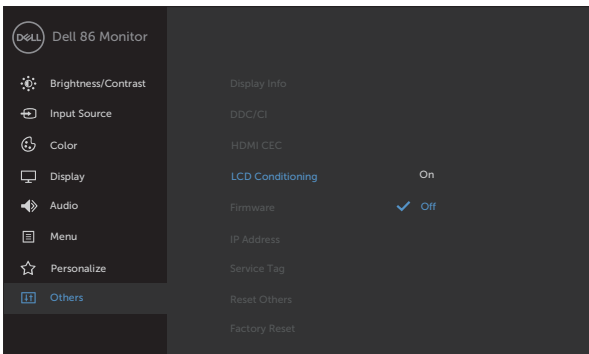 DELL Dell 86 Monitor
Brightness/Contrast
Input Source
Color
Display
Audio
Menu
Personalize
Others
Display Info
DDC/CI
HDMI CEC
LCD Conditioning On
Firmware Off
IP Address
Service Tag
Reset Others
Factory Reset